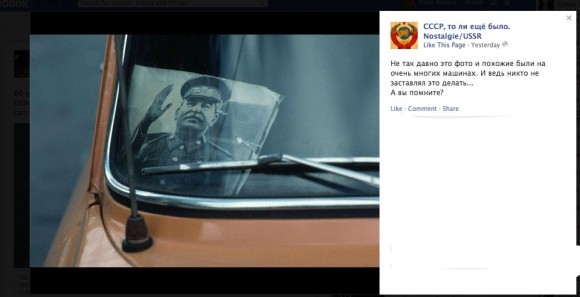 СССР, то ли ещё было.
Nostalgie/USSR
Like This Page · Yesterday
Не так давно это фото и похожие были на
очень многих машинах. И ведь никто не
заставлял это делать...
А вы помните?
Like · Comment · Share